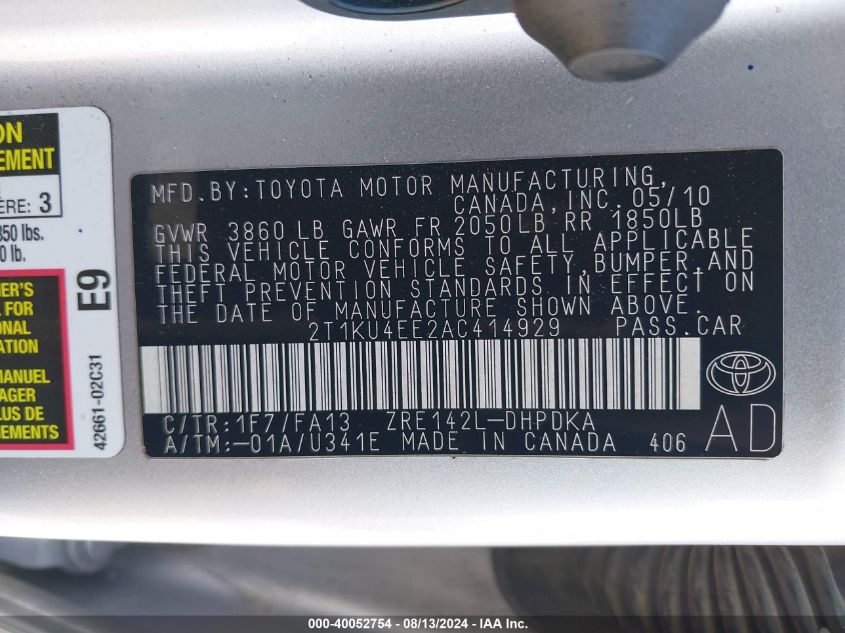 ON
EMENT
ÈRE: 3
850 lbs.
0 lb.
ER'S
L FOR
ONAL
ATION
MANUEL
AGER
PLUS DE
EMENTS
E9
42661-02C31
MFD.BY:TOYOTA MOTOR MANUFACTURING,
CANADA,INC.05/10
GVWR 3860 LB GAWR FR 2050LB RR 1850LB
THIS VEHICLE CONFORMS TO ALL APPLICABLE
FEDERAL MOTOR VEHICLE SAFETY,BUMPER,AND
THEFT PREVENTION STANDARDS IN EFFECT ON
THE DATE OF MANUFACTURE SHOWN ABOVE.
2T1KU4EE2AC414929 PASS.CAR
C/TR:1F7/FA13 ZRE142L-DHPDKA
A/TM:-01A/U341E MADE IN CANADA 406
AD
000-40052754 - 08/13/2024 - IAA Inc.